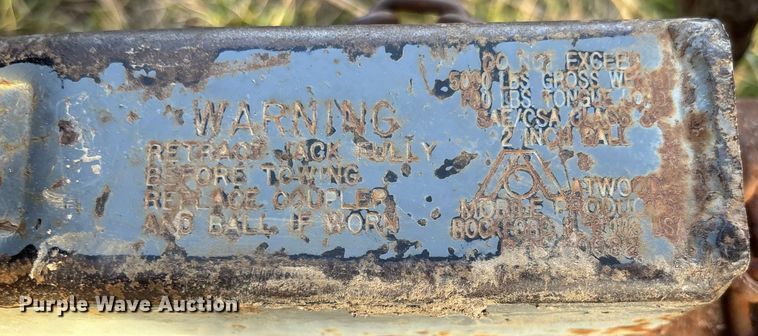 WARNING
RETRACT JACK FULLY
BEFORE TOWING
REPLACE COUPLER
AND BALL IF WORN
DO NOT EXCEED
5000 LBS GROSS
LBS TONGUE
SAE/CSA CLASS
2 INCH BALL
ATWOOD
MOBILE PRODUCTS
ROCKFORD
Purple Wave Auction